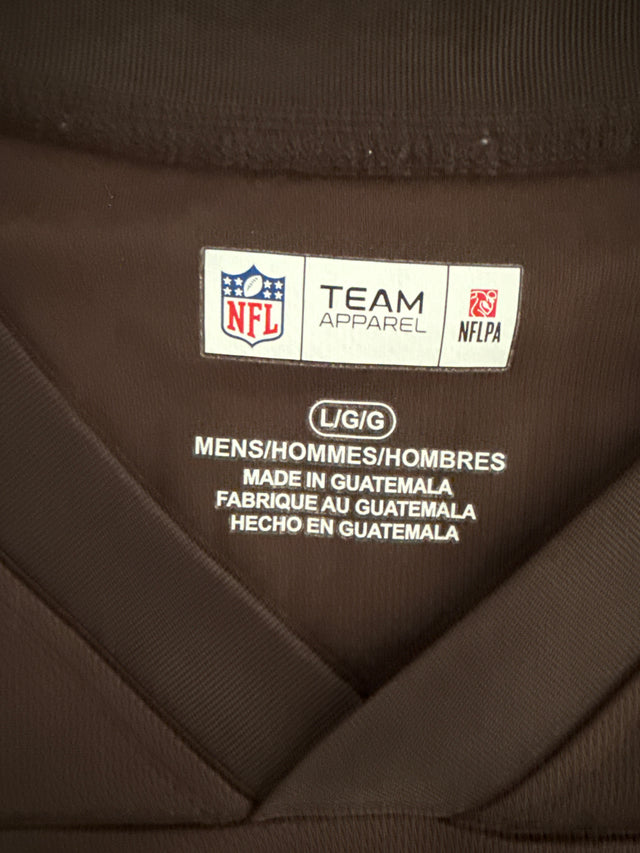 NFL
TEAM
APPAREL
NFLPA
L/G/G
MENS/HOMMES/HOMBRES
MADE IN GUATEMALA
FABRIQUE AU GUATEMALA
HECHO EN GUATEMALA